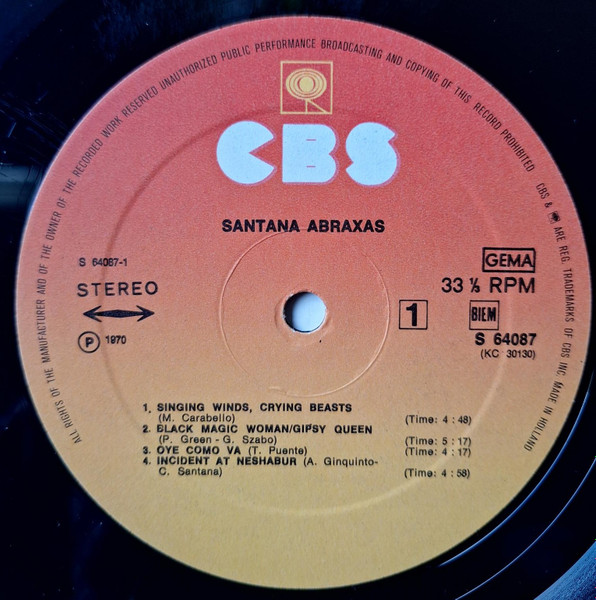 ALL RIGHTS OF THE MANUFACTURER AND OF THE OWNER OF THE RECORDED WORK RESERVED UNAUTHORIZED PUBLIC PERFORMANCE BROADCASTING AND COPYING OF THIS RECORD PROHIBITED CBS & ARE REG. TRADEMARKS OF CBS INC MADE IN HOLLAND
CBS
SANTANA ABRAXAS
S 64087-1
STEREO
GEMA
33 ⅓ RPM
1
BIEM
P 1970
S 64087
(KC 30130)
1. SINGING WINDS, CRYING BEASTS
(M. Carabello) (Time: 4 : 48)
2. BLACK MAGIC WOMAN/GIPSY QUEEN
(P. Green - G. Szabo) (Time: 5 : 17)
3. OYE COMO VA (T. Puente) (Time: 4 : 17)
4. INCIDENT AT NESHABUR (A. Ginquinto-
C. Santana) (Time: 4 : 58)